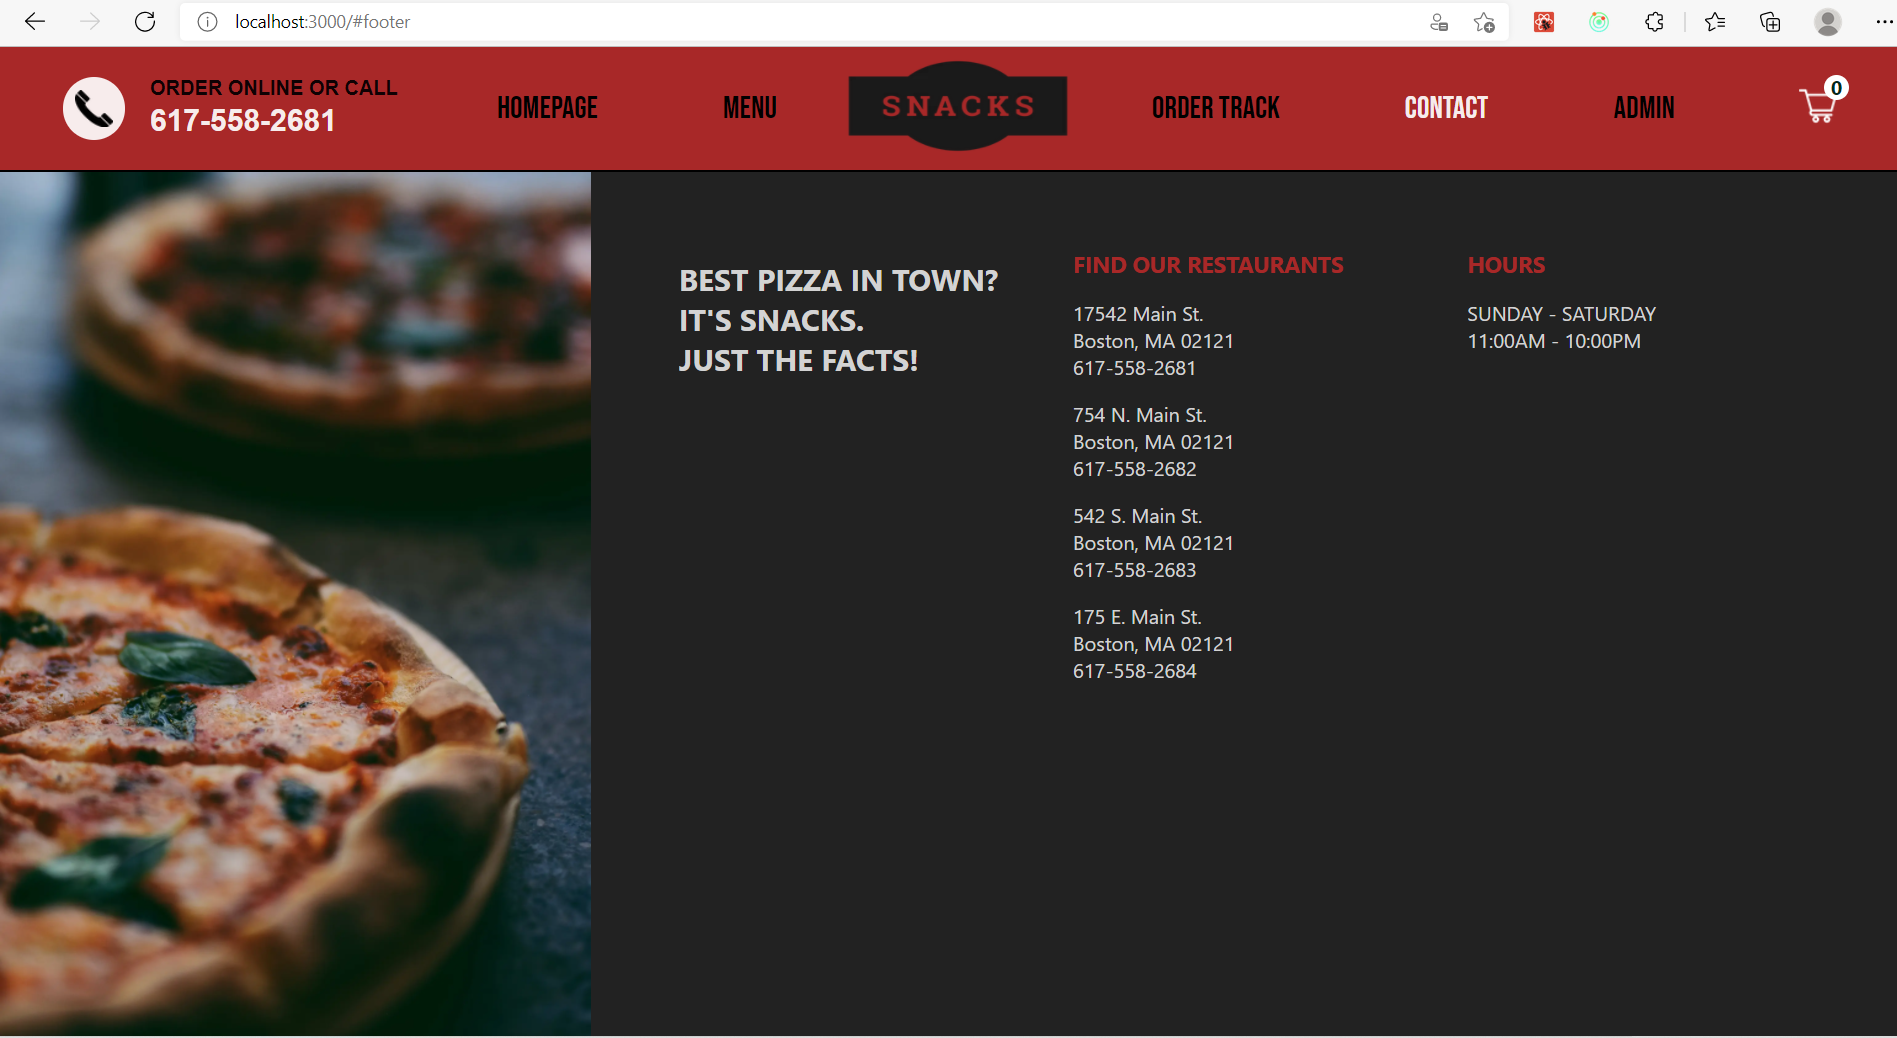 localhost:3000/#footer
ORDER ONLINE OR CALL
617-558-2681
HOMEPAGE
MENU
SNACKS
ORDER TRACK
CONTACT
ADMIN
0
BEST PIZZA IN TOWN?
IT'S SNACKS.
JUST THE FACTS!
FIND OUR RESTAURANTS
17542 Main St.
Boston, MA 02121
617-558-2681
754 N. Main St.
Boston, MA 02121
617-558-2682
542 S. Main St.
Boston, MA 02121
617-558-2683
175 E. Main St.
Boston, MA 02121
617-558-2684
HOURS
SUNDAY - SATURDAY
11:00AM - 10:00PM